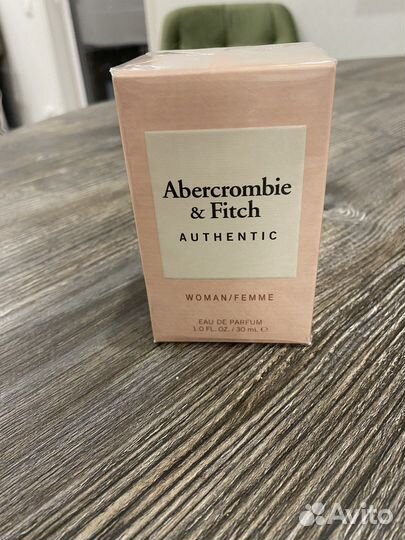 Abercrombie
& Fitch
AUTHENTIC
WOMAN/FEMME
EAU DE PARFUM
1.0 FL. OZ. / 30 mL ℮
Avito